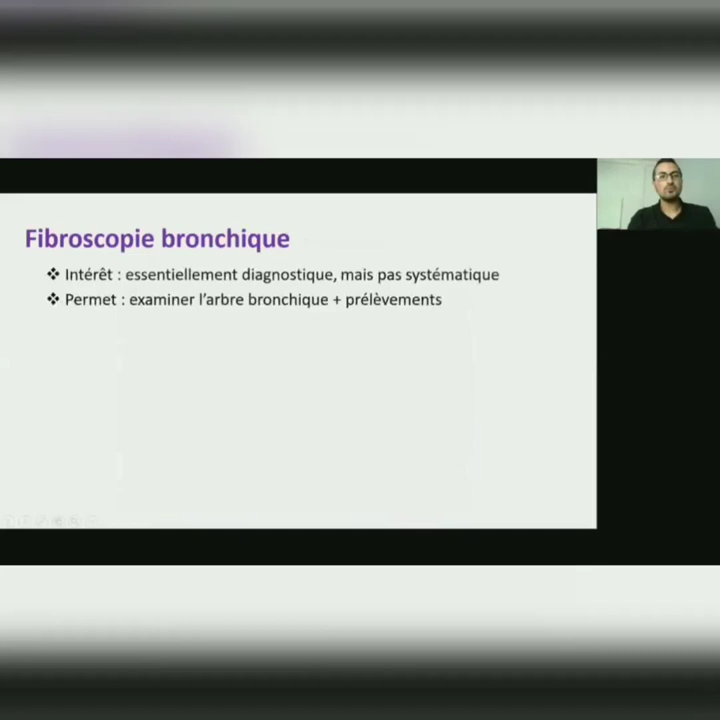 Fibroscopie bronchique
❖ Intérêt : essentiellement diagnostique, mais pas systématique
❖ Permet : examiner l'arbre bronchique + prélèvements